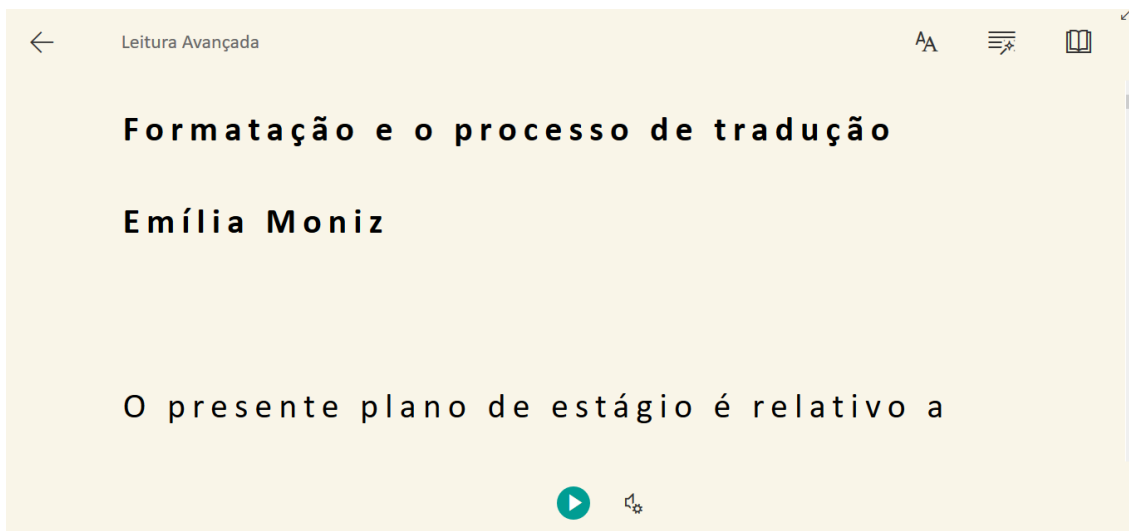 Leitura Avançada
Formatação e o processo de tradução
Emília Moniz
O presente plano de estágio é relativo a